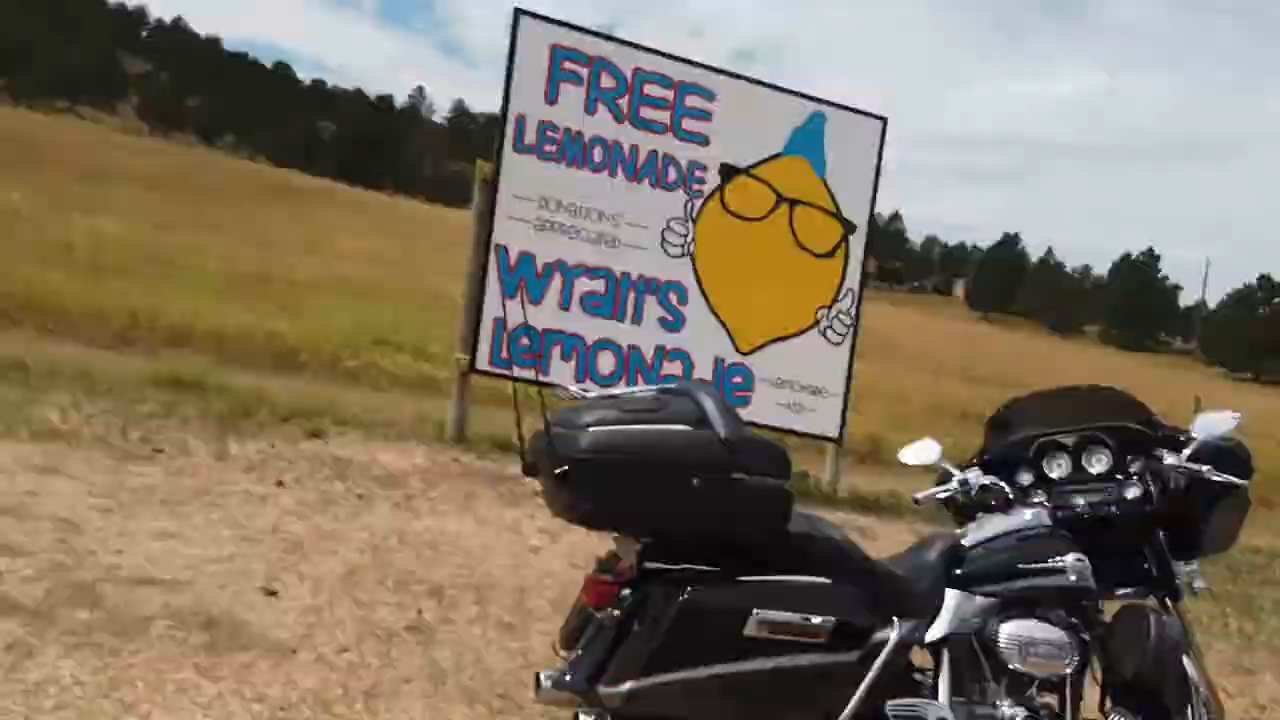 FREE
LEMONADE
DONATIONS
appreciated
Wyatt's
Lemonade